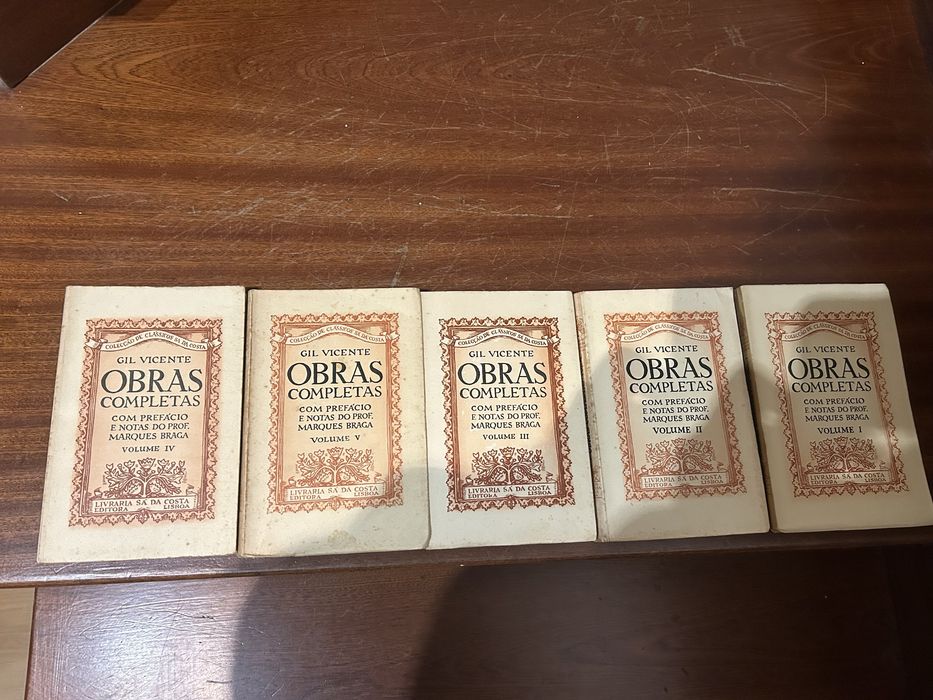 COLECÇÃO DE CLÁSSICOS SÁ DA COSTA
GIL VICENTE
OBRAS
COMPLETAS
COM PREFÁCIO
E NOTAS DO PROF.
MARQUES BRAGA
VOLUME IV
LIVRARIA SÁ DA COSTA
EDITORA LISBOA
COLECÇÃO DE CLÁSSICOS SÁ DA COSTA
GIL VICENTE
OBRAS
COMPLETAS
COM PREFÁCIO
E NOTAS DO PROF.
MARQUES BRAGA
VOLUME V
LIVRARIA SÁ DA COSTA
EDITORA LISBOA
COLECÇÃO DE CLÁSSICOS SÁ DA COSTA
GIL VICENTE
OBRAS
COMPLETAS
COM PREFÁCIO
E NOTAS DO PROF.
MARQUES BRAGA
VOLUME III
LIVRARIA SÁ DA COSTA
EDITORA LISBOA
COLECÇÃO DE CLÁSSICOS SÁ DA COSTA
GIL VICENTE
OBRAS
COMPLETAS
COM PREFÁCIO
E NOTAS DO PROF.
MARQUES BRAGA
VOLUME II
LIVRARIA SÁ DA COSTA
EDITORA LISBOA
COLECÇÃO DE CLÁSSICOS SÁ DA COSTA
GIL VICENTE
OBRAS
COMPLETAS
COM PREFÁCIO
E NOTAS DO PROF.
MARQUES BRAGA
VOLUME I
LIVRARIA SÁ DA COSTA
EDITORA LISBOA